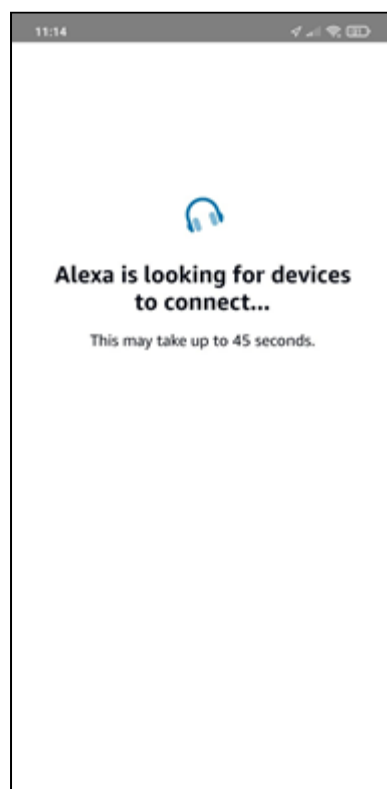 11:14
Alexa is looking for devices
to connect...
This may take up to 45 seconds.